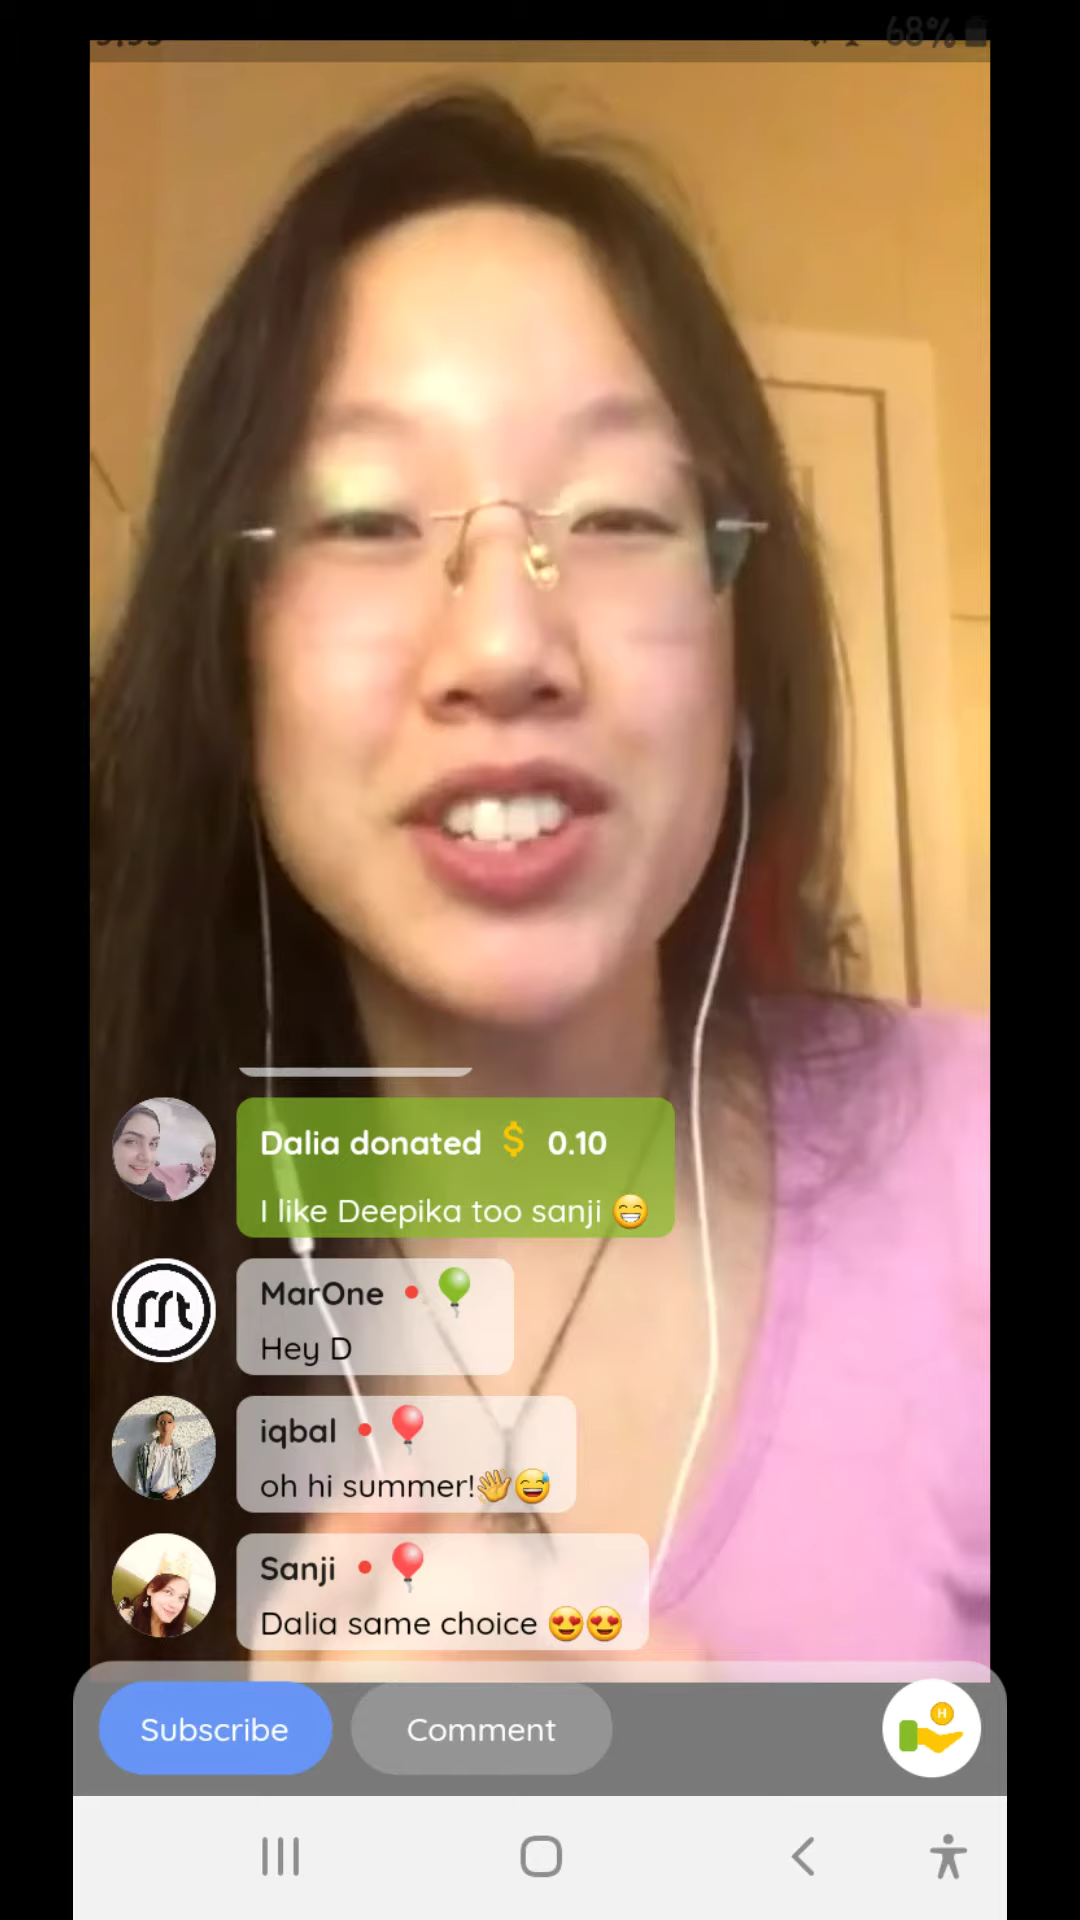 68%
Dalia donated $ 0.10
I like Deepika too sanji 😁
MarOne
Hey D
iqbal
oh hi summer!👋😅
Sanji
Dalia same choice 😍😍
Subscribe
Comment
H